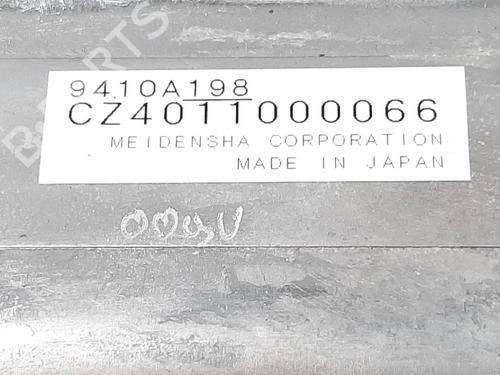 9410A198
CZ4011000066
MEIDENSHA CORPORATION
MADE IN JAPAN